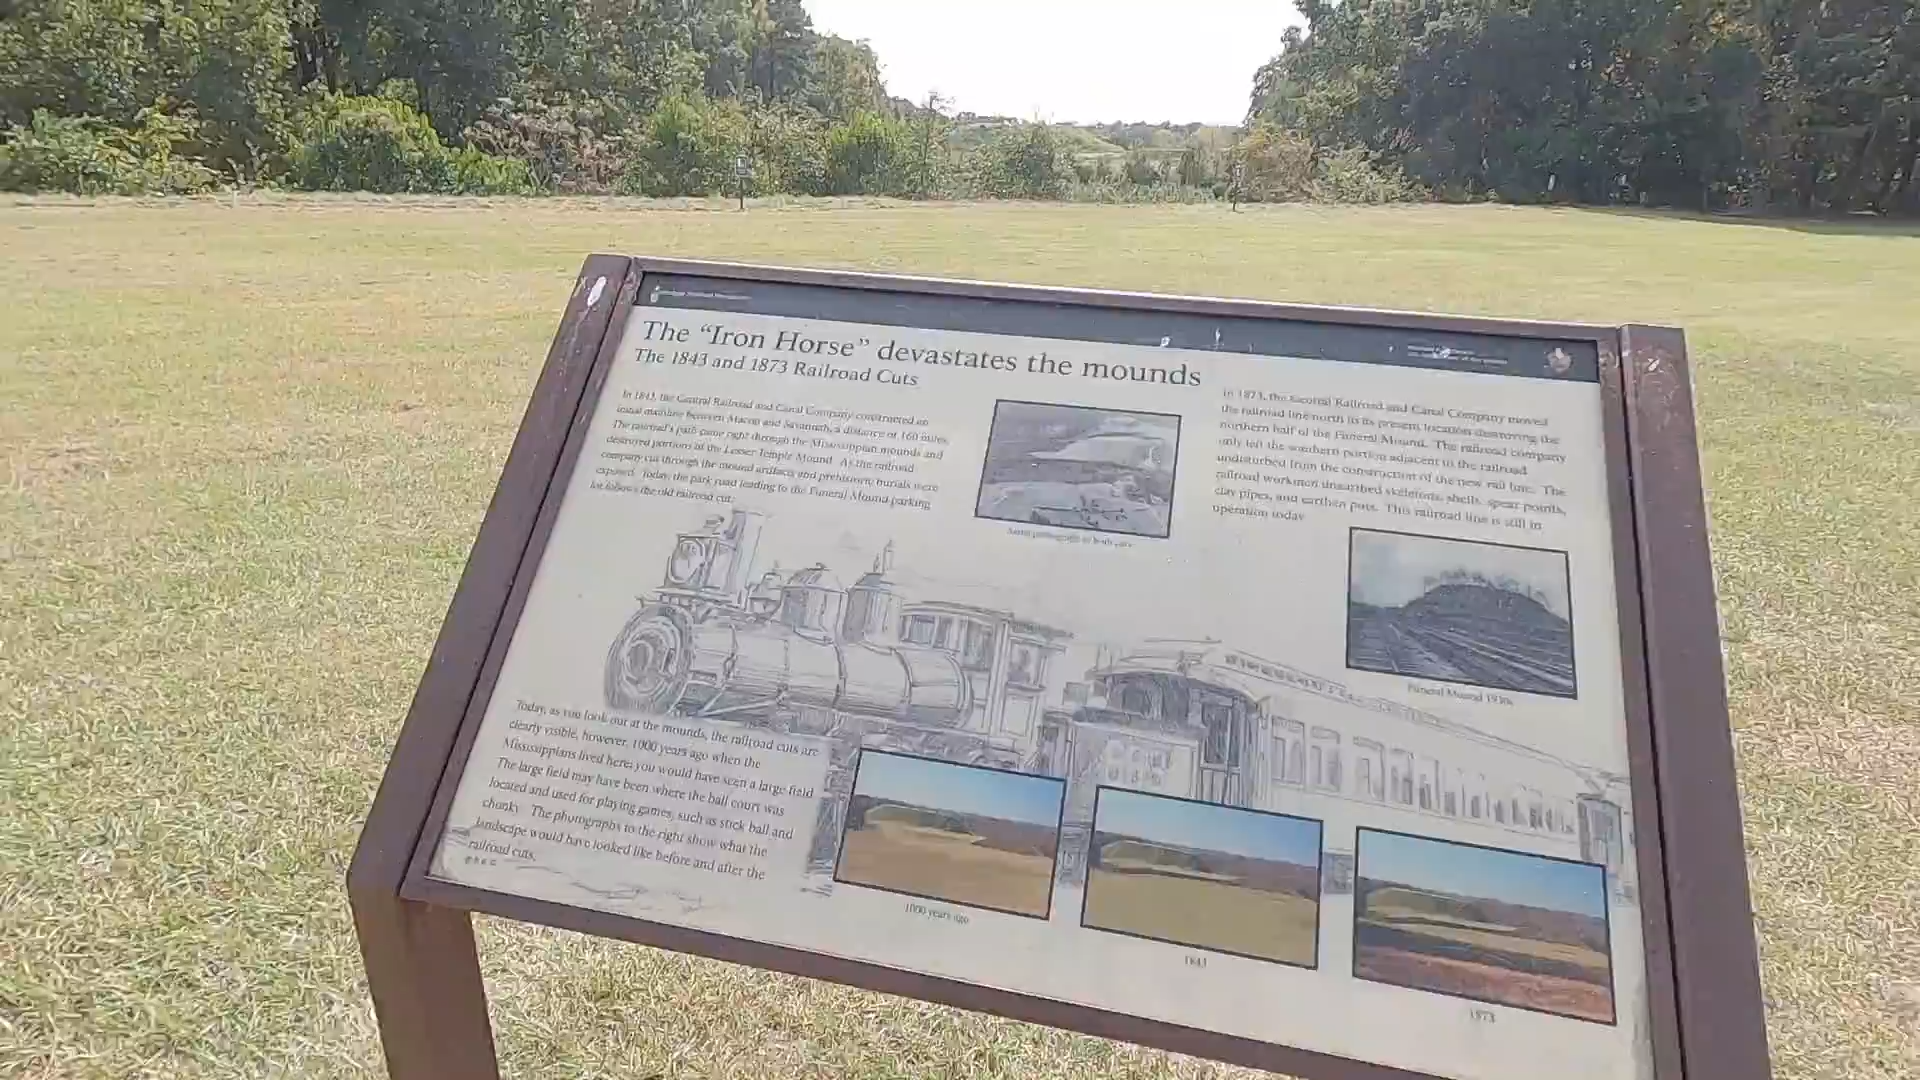 The “Iron Horse” devastates the mounds
The 1843 and 1873 Railroad Cuts
In 1843, the Central Railroad and Canal Company constructed an
initial mainline between Macon and Savannah, a distance of 160 miles.
The railroad's path came right through the Mississippian mounds and
destroyed portions of the Lesser Temple Mound. As the railroad
company cut through the mound artifacts and prehistoric burials were
exposed. Today, the park road leading to the Funeral Mound parking
lot follows the old railroad cut.
Aerial photograph of both cuts
In 1873, the Central Railroad and Canal Company moved
the railroad line north to its present location destroying the
northern half of the Funeral Mound. The railroad company
only left the southern portion adjacent to the railroad
undisturbed from the construction of the new rail line. The
railroad workmen unearthed skeletons, shells, spear points,
clay pipes, and earthen pots. This railroad line is still in
operation today.
Funeral Mound 1930s
Today, as you look out at the mounds, the railroad cuts are
clearly visible, however, 1000 years ago when the
Mississippians lived here, you would have seen a large field.
The large field may have been where the ball court was
located and used for playing games, such as stick ball and
chunky. The photographs to the right show what the
landscape would have looked like before and after the
railroad cuts.
1000 years ago
1843
1873